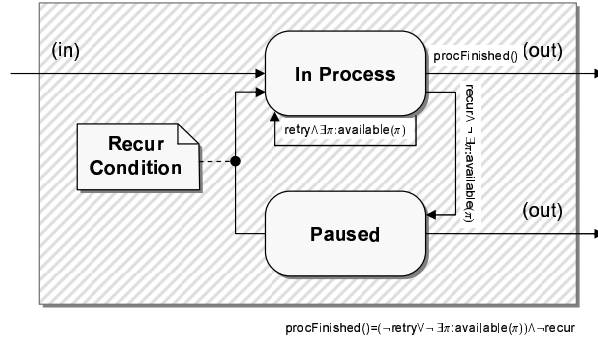 (in)
procFinished()
(out)
In Process
retry∧∃π:available(π)
recur∧¬∃π:available(π)
Recur
Condition
Paused
(out)
procFinished()=(¬retry∨¬∃π:available(π))∧¬recur